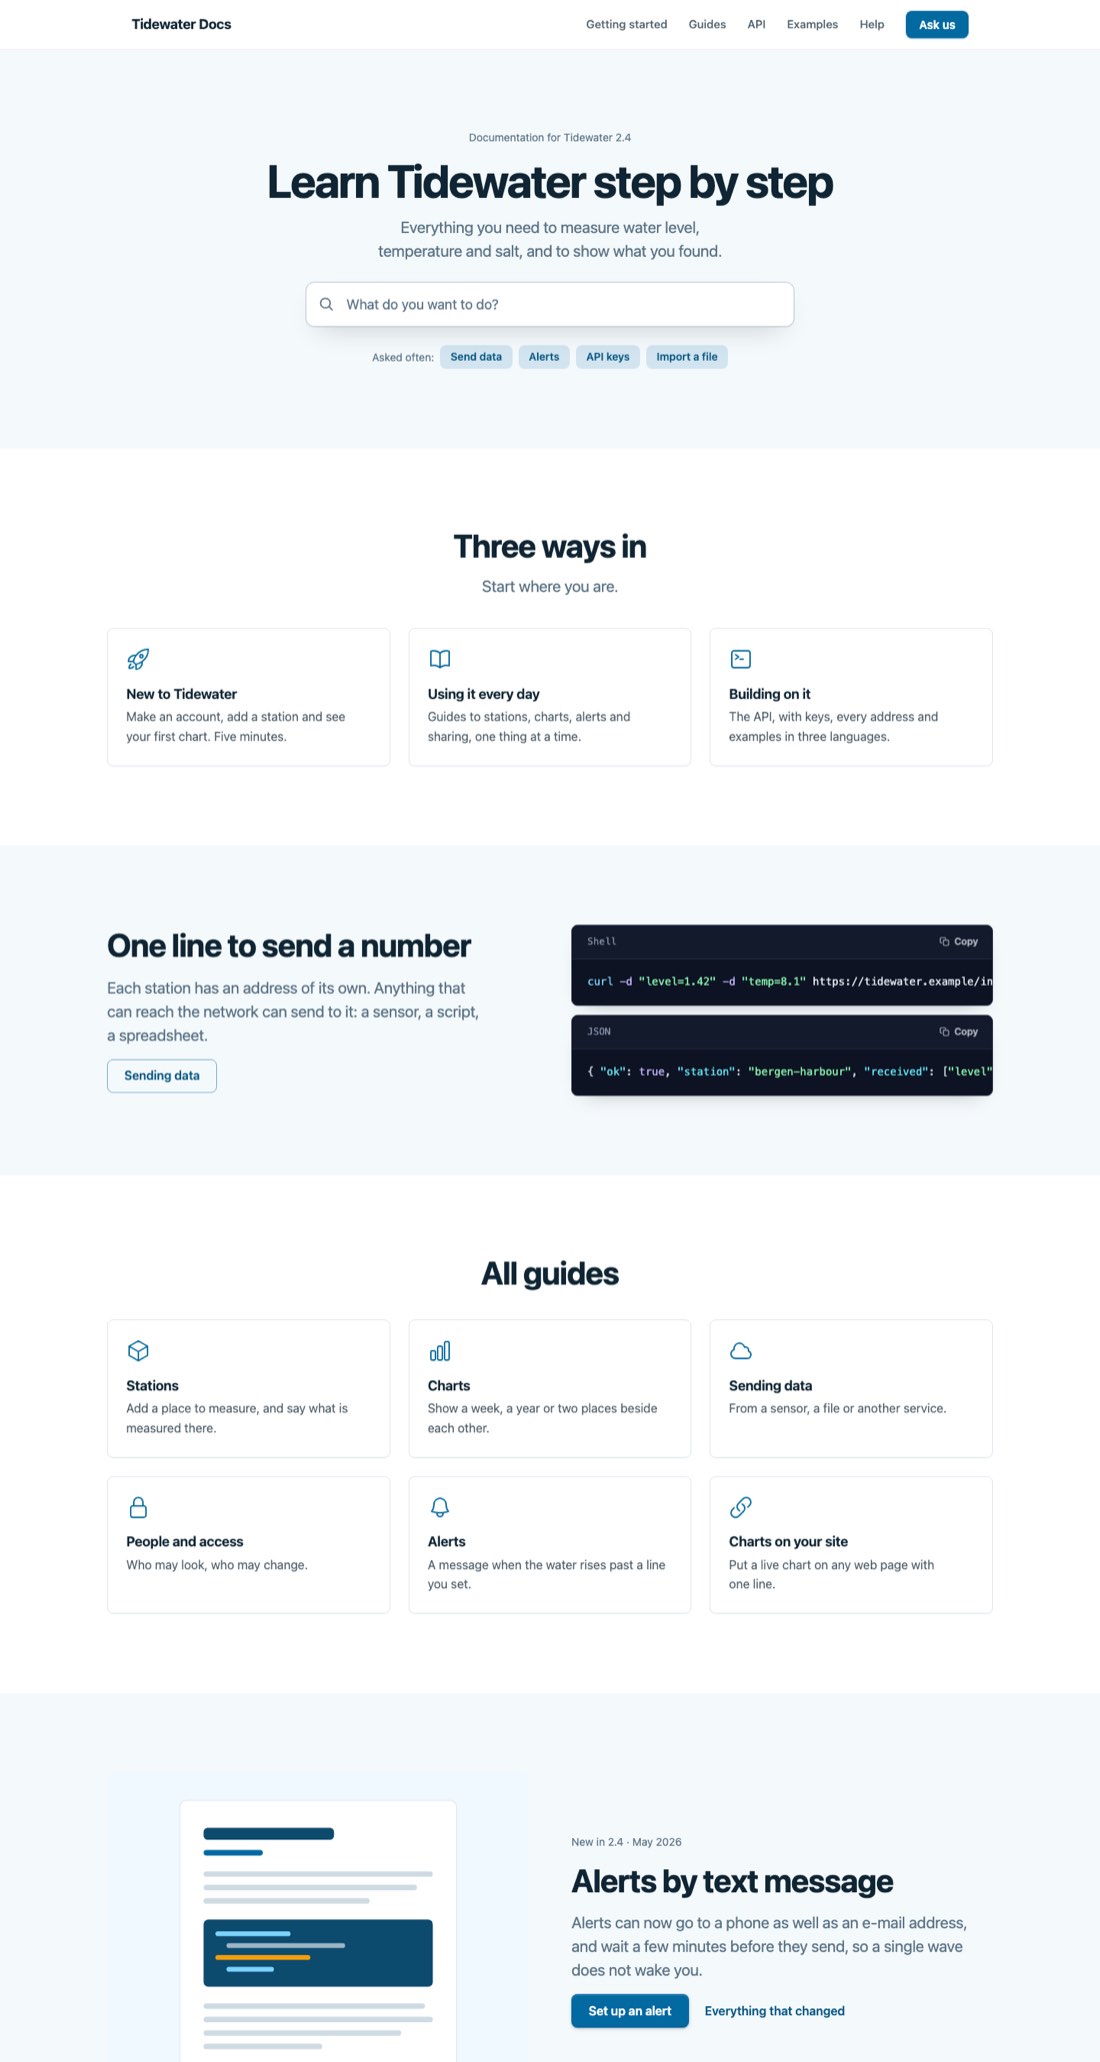 Tidewater Docs
Getting started
Guides
API
Examples
Help
Ask us
Documentation for Tidewater 2.4
Learn Tidewater step by step
Everything you need to measure water level,
temperature and salt, and to show what you found.
What do you want to do?
Asked often:
Send data
Alerts
API keys
Import a file
Three ways in
Start where you are.
New to Tidewater
Make an account, add a station and see
your first chart. Five minutes.
Using it every day
Guides to stations, charts, alerts and
sharing, one thing at a time.
Building on it
The API, with keys, every address and
examples in three languages.
One line to send a number
Each station has an address of its own. Anything that
can reach the network can send to it: a sensor, a script,
a spreadsheet.
Sending data
Shell
Copy
curl -d "level=1.42" -d "temp=8.1" https://tidewater.example/in
JSON
Copy
{ "ok": true, "station": "bergen-harbour", "received": ["level"
All guides
Stations
Add a place to measure, and say what is
measured there.
Charts
Show a week, a year or two places beside
each other.
Sending data
From a sensor, a file or another service.
People and access
Who may look, who may change.
Alerts
A message when the water rises past a line
you set.
Charts on your site
Put a live chart on any web page with
one line.
New in 2.4 · May 2026
Alerts by text message
Alerts can now go to a phone as well as an e-mail address,
and wait a few minutes before they send, so a single wave
does not wake you.
Set up an alert
Everything that changed